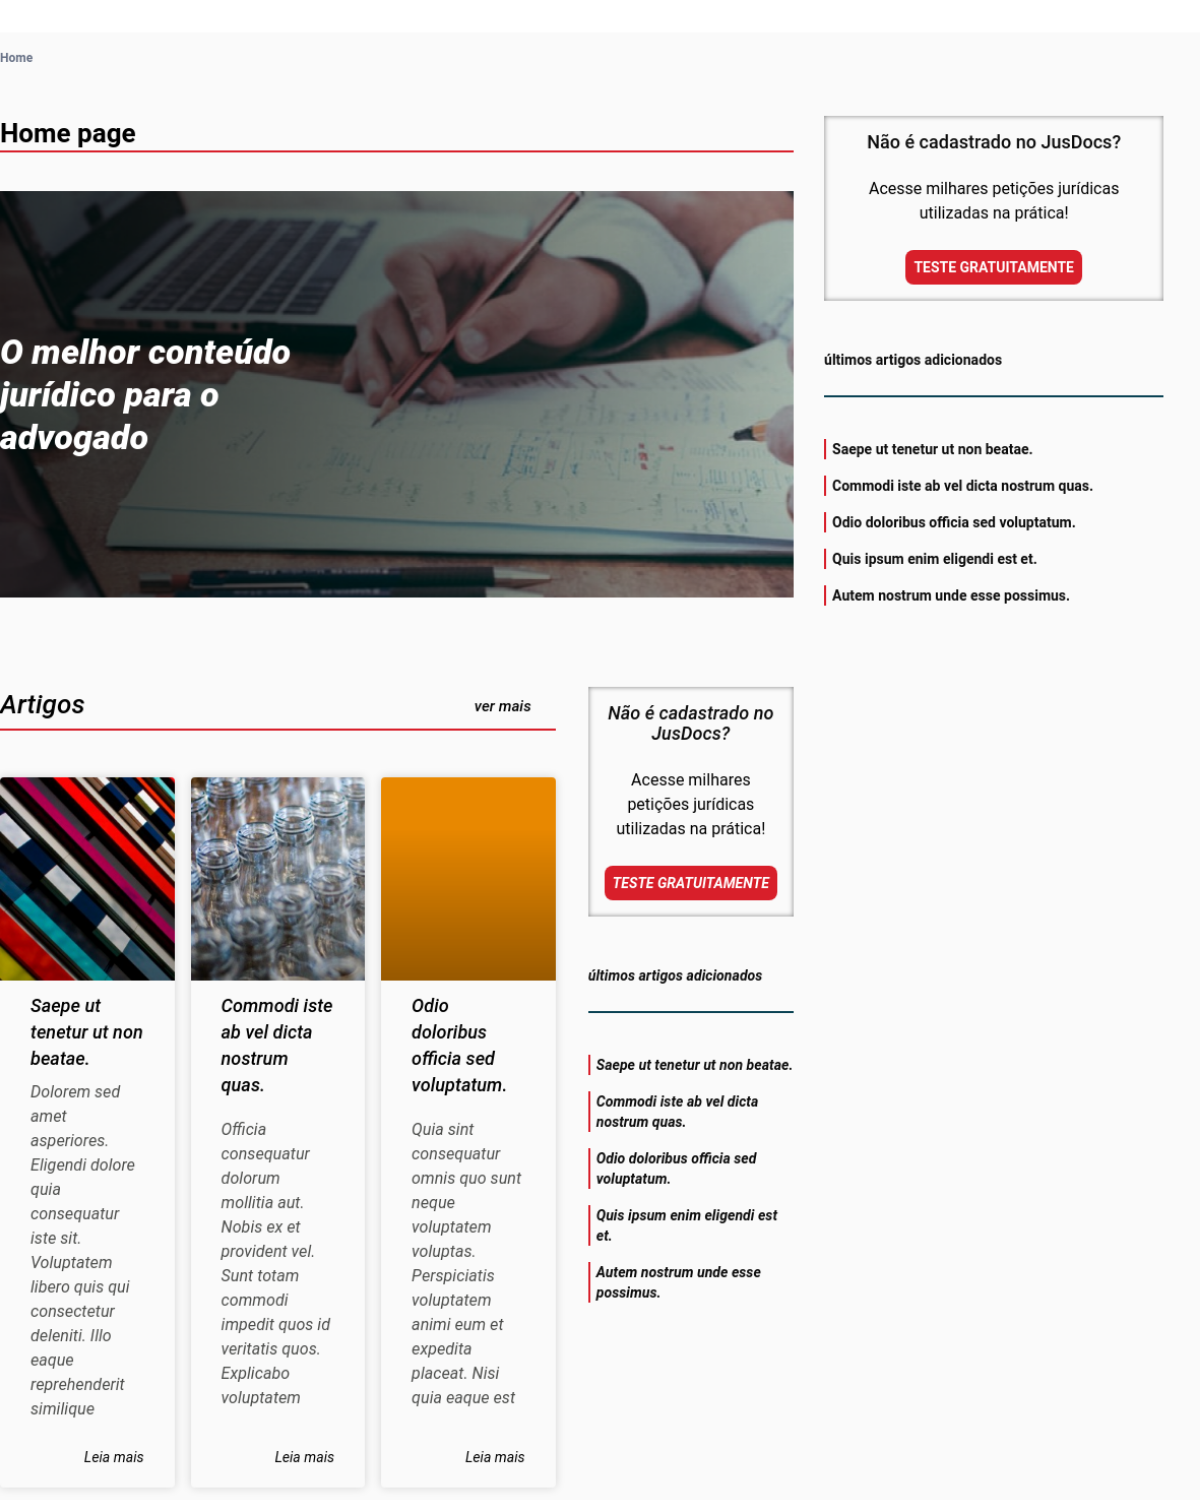 Home
Home page
O melhor conteúdo
jurídico para o
advogado
Não é cadastrado no JusDocs?
Acesse milhares petições jurídicas
utilizadas na prática!
TESTE GRATUITAMENTE
últimos artigos adicionados
Saepe ut tenetur ut non beatae.
Commodi iste ab vel dicta nostrum quas.
Odio doloribus officia sed voluptatum.
Quis ipsum enim eligendi est et.
Autem nostrum unde esse possimus.
Artigos
ver mais
Saepe ut
tenetur ut non
beatae.
Dolorem sed
amet
asperiores.
Eligendi dolore
quia
consequatur
iste sit.
Voluptatem
libero quis qui
consectetur
deleniti. Illo
eaque
reprehenderit
similique
Leia mais
Commodi iste
ab vel dicta
nostrum
quas.
Officia
consequatur
dolorum
mollitia aut.
Nobis ex et
provident vel.
Sunt totam
commodi
impedit quos id
veritatis quos.
Explicabo
voluptatem
Leia mais
Odio
doloribus
officia sed
voluptatum.
Quia sint
consequatur
omnis quo sunt
neque
voluptatem
voluptas.
Perspiciatis
voluptatem
animi eum et
expedita
placeat. Nisi
quia eaque est
Leia mais
Não é cadastrado no
JusDocs?
Acesse milhares
petições jurídicas
utilizadas na prática!
TESTE GRATUITAMENTE
últimos artigos adicionados
Saepe ut tenetur ut non beatae.
Commodi iste ab vel dicta
nostrum quas.
Odio doloribus officia sed
voluptatum.
Quis ipsum enim eligendi est
et.
Autem nostrum unde esse
possimus.